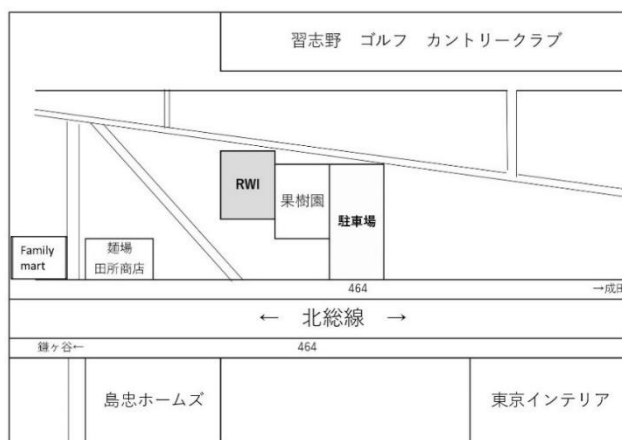 習志野 ゴルフ カントリークラブ
RWI
果樹園
駐車場
Family
mart
麺場
田所商店
464
→成田
← 北総線 →
鎌ヶ谷←
464
島忠ホームズ
東京インテリア